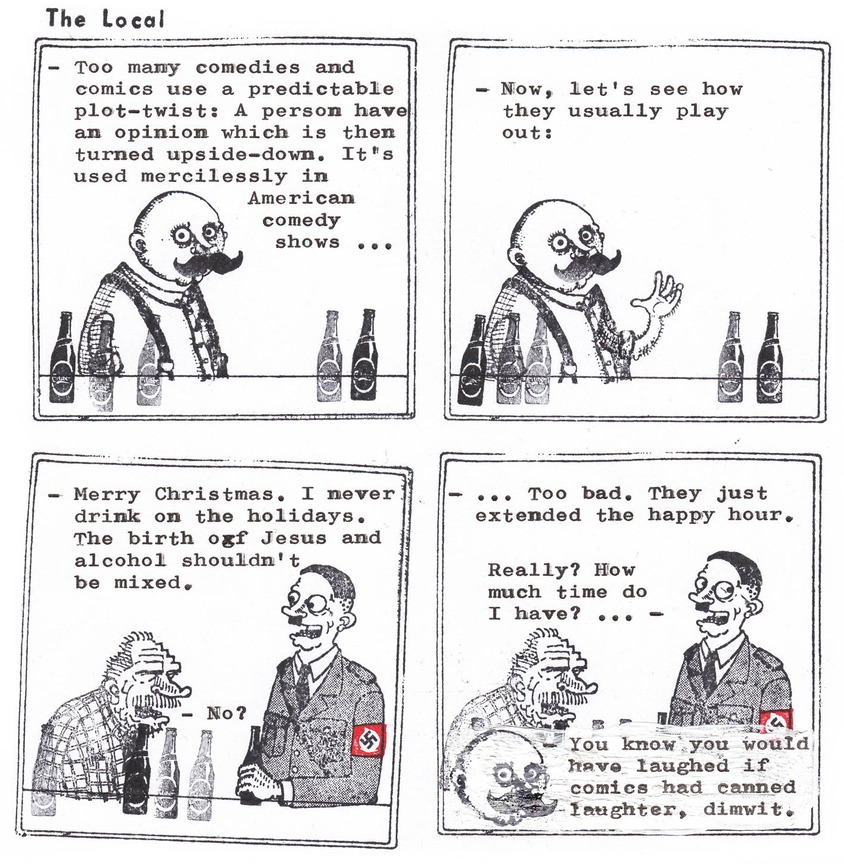 The Local
- Too many comedies and
comics use a predictable
plot-twist: A person have
an opinion which is then
turned upside-down. It's
used mercilessly in
American
comedy
shows ...
- Now, let's see how
they usually play
out:
- Merry Christmas. I never
drink on the holidays.
The birth ogf Jesus and
alcohol shouldn't
be mixed.
- No?
- ... Too bad. They just
extended the happy hour.
Really? How
much time do
I have? ... -
- You know you would
have laughed if
comics had canned
laughter, dimwit.